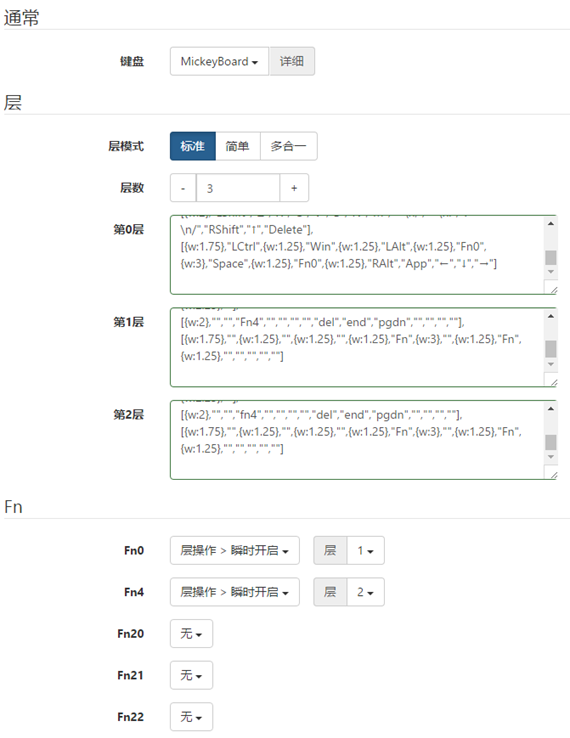 通常
键盘 MickeyBoard 详细
层
层模式 标准 简单 多合一
层数 - 3 +
第0层
\n/","RShift","↑","Delete"],
[{w:1.75},"LCtrl",{w:1.25},"Win",{w:1.25},"LAlt",{w:1.25},"Fn0",
{w:3},"Space",{w:1.25},"Fn0",{w:1.25},"RAlt","App","←","↓","→"]
第1层
[{w:2},"","","Fn4","","","","","del","end","pgdn","","","",""],
[{w:1.75},"",{w:1.25},"",{w:1.25},"",{w:1.25},"Fn",{w:3},"",{w:1.25},"Fn",
{w:1.25},"","","","",""]
第2层
[{w:2},"","","fn4","","","","","del","end","pgdn","","","",""],
[{w:1.75},"",{w:1.25},"",{w:1.25},"",{w:1.25},"Fn",{w:3},"",{w:1.25},"Fn",
{w:1.25},"","","","",""]
Fn
Fn0 层操作 > 瞬时开启 层 1
Fn4 层操作 > 瞬时开启 层 2
Fn20 无
Fn21 无
Fn22 无